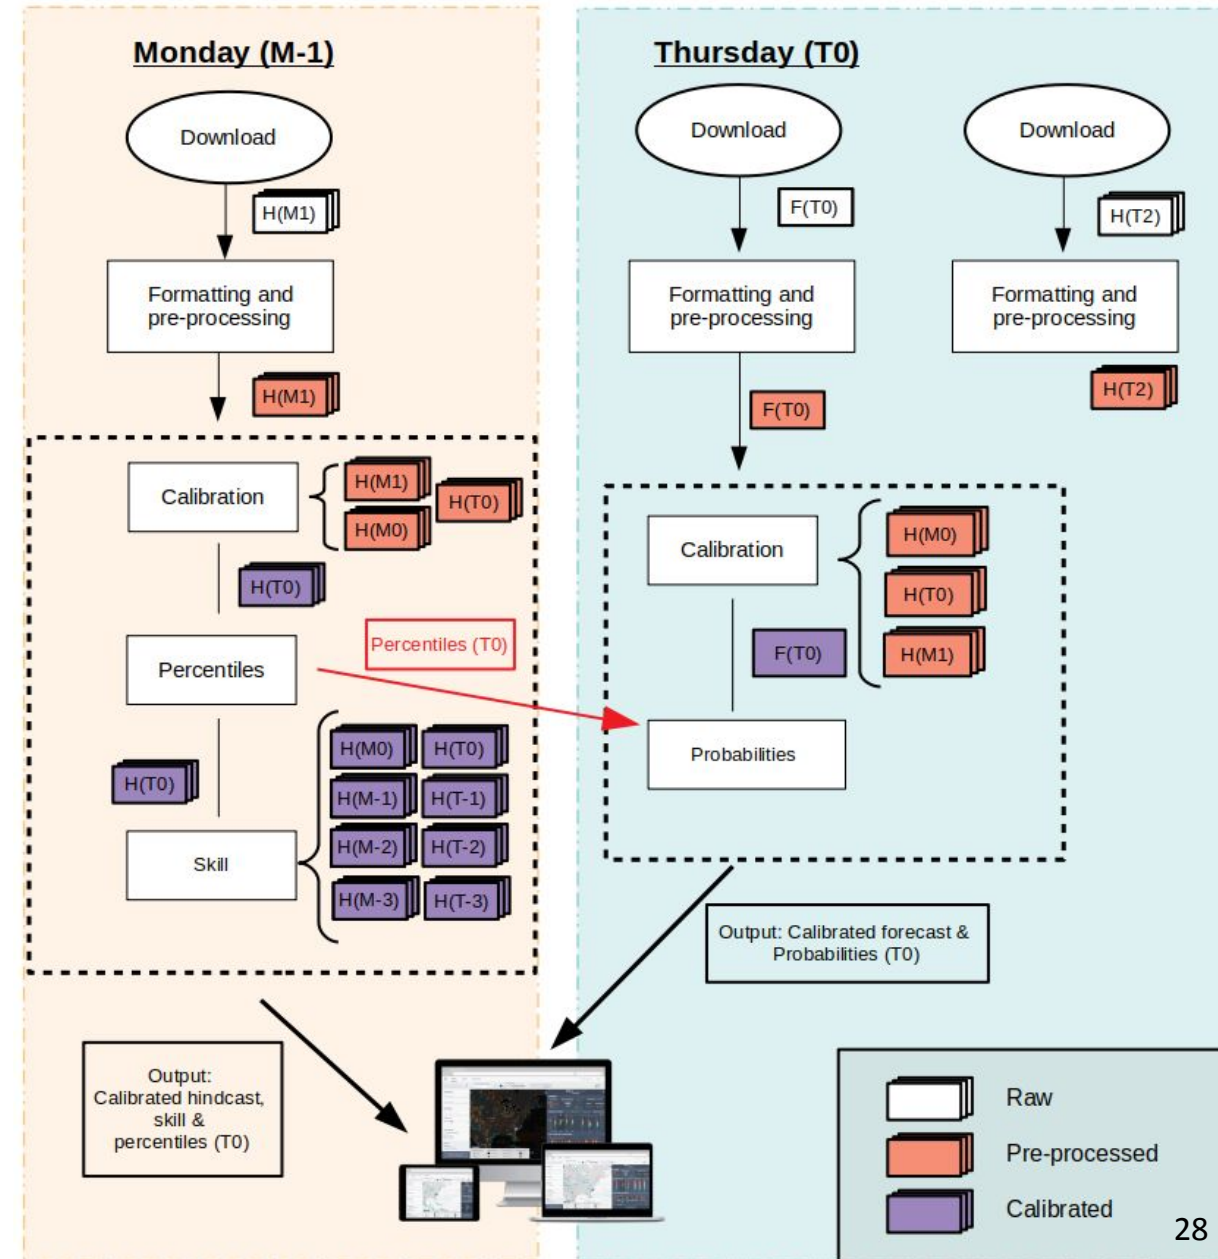 Monday (M-1)
Download
H(M1)
Formatting and
pre-processing
H(M1)
Calibration
H(M1)
H(M0)
H(T0)
H(T0)
Percentiles
Percentiles (T0)
H(T0)
Skill
H(M0)
H(T0)
H(M-1)
H(T-1)
H(M-2)
H(T-2)
H(M-3)
H(T-3)
Output:
Calibrated hindcast,
skill &
percentiles (T0)
Thursday (T0)
Download
F(T0)
Formatting and
pre-processing
F(T0)
Calibration
H(M0)
H(T0)
H(M1)
F(T0)
Probabilities
Output: Calibrated forecast &
Probabilities (T0)
Download
H(T2)
Formatting and
pre-processing
H(T2)
Raw
Pre-processed
Calibrated
28